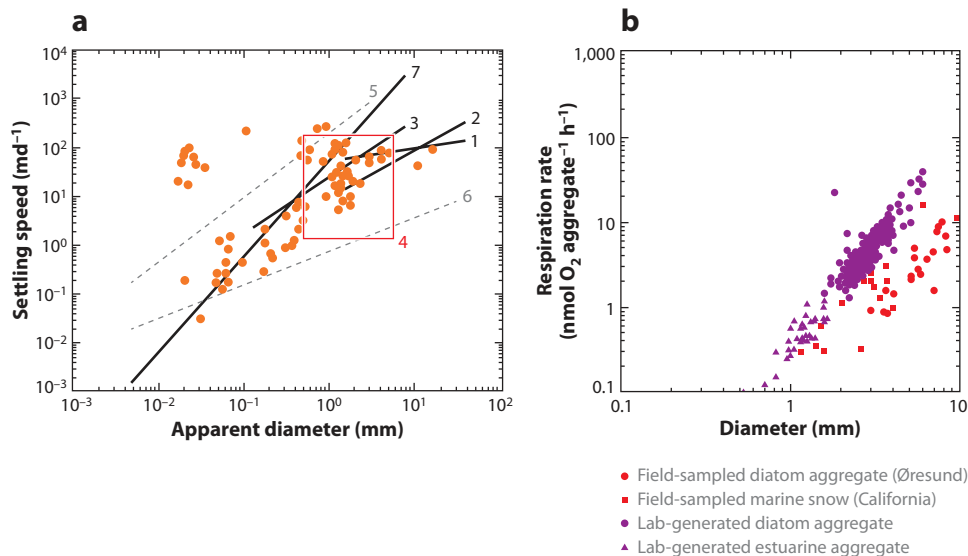 a
Settling speed (md⁻¹)
10⁴
10³
10²
10¹
10⁰
10⁻¹
10⁻²
10⁻³
10⁻³
10⁻²
10⁻¹
10⁰
10¹
10²
Apparent diameter (mm)
7
5
3
2
1
6
4
b
Respiration rate
(nmol O₂ aggregate⁻¹ h⁻¹)
1,000
100
10
1
0.1
0.1
1
10
Diameter (mm)
Field-sampled diatom aggregate (Øresund)
Field-sampled marine snow (California)
Lab-generated diatom aggregate
Lab-generated estuarine aggregate